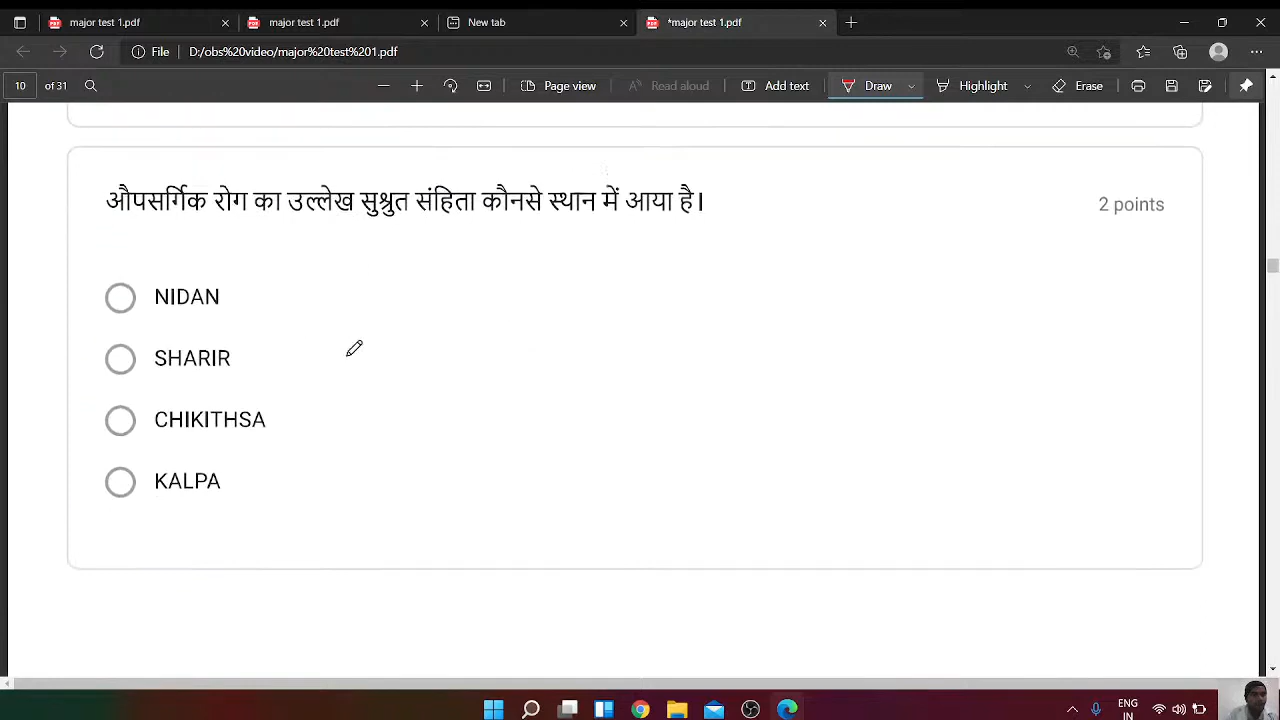 major test 1.pdf
major test 1.pdf
New tab
*major test 1.pdf
File
D:/obs%20video/major%20test%201.pdf
10
of 31
Page view
Read aloud
Add text
Draw
Highlight
Erase
औपसर्गिक रोग का उल्लेख सुश्रुत संहिता कौनसे स्थान में आया है।
2 points
NIDAN
SHARIR
CHIKITHSA
KALPA
ENG
IN